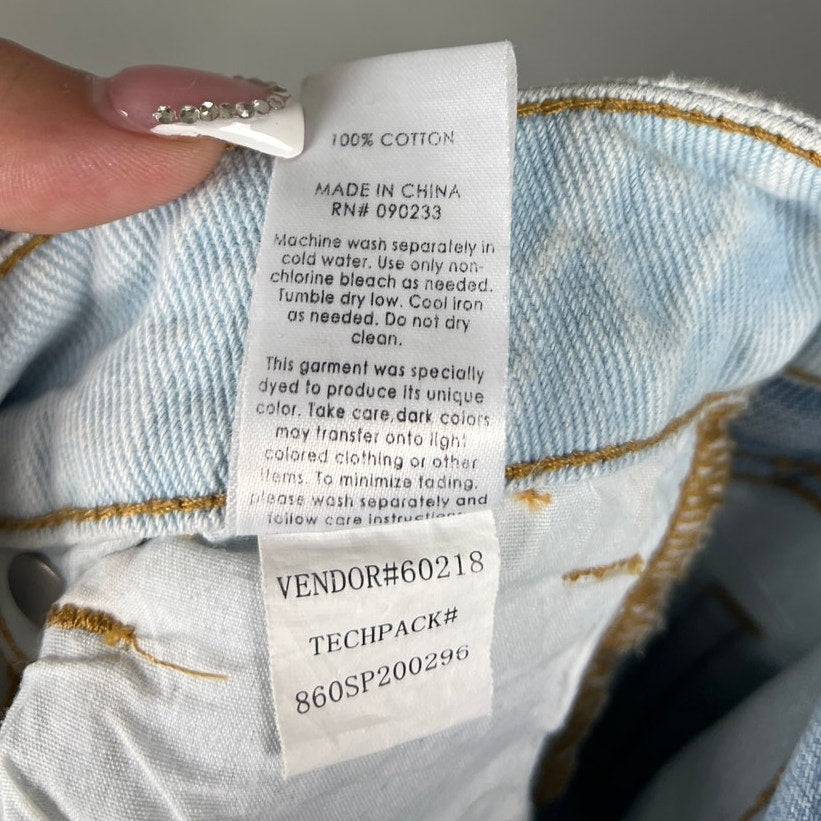 100% COTTON
MADE IN CHINA
RN# 090233
Machine wash separately in
cold water. Use only non-
chlorine bleach as needed.
Tumble dry low. Cool iron
as needed. Do not dry
clean.
This garment was specially
dyed to produce its unique
color. Take care, dark colors
may transfer onto light
colored clothing or other
items. To minimize fading,
please wash separately and
follow care instructions
VENDOR#60218
TECHPACK#
860SP200296